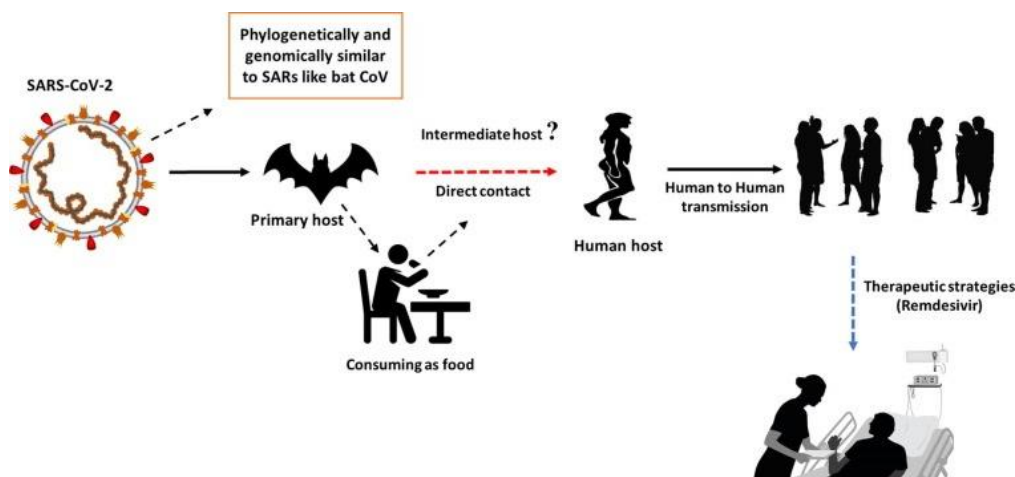 Phylogenetically and
genomically similar
to SARs like bat CoV
SARS-CoV-2
Intermediate host ?
Direct contact
Primary host
Human to Human
transmission
Human host
Therapeutic strategies
(Remdesivir)
Consuming as food